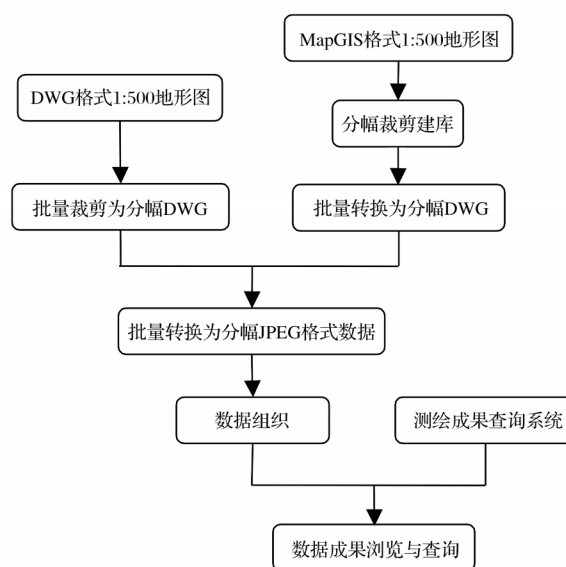 MapGIS格式1:500地形图
DWG格式1:500地形图
分幅裁剪建库
批量裁剪为分幅DWG
批量转换为分幅DWG
批量转换为分幅JPEG格式数据
数据组织
测绘成果查询系统
数据成果浏览与查询